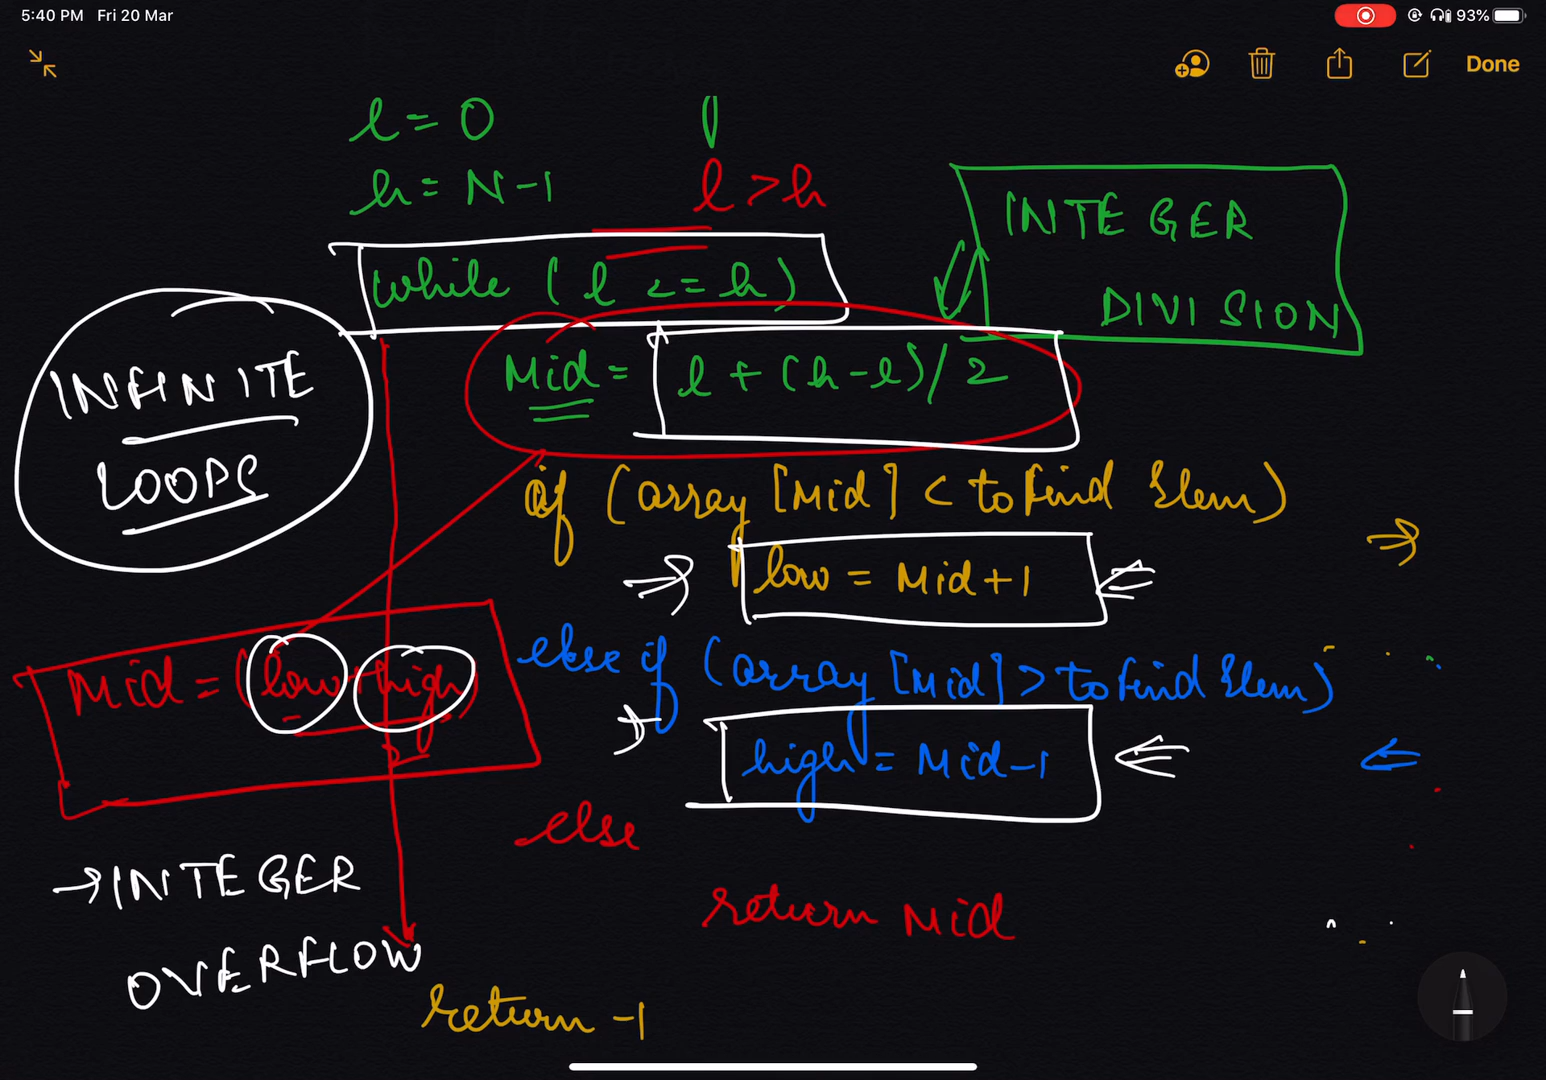 5:40 PM Fri 20 Mar
93%
Done
l = 0
h = N-1
l > h
INTEGER
DIVISION
while ( l <= h )
INFINITE
LOOPS
Mid = l + (h-l)/2
if (array [Mid] < tofind Elem)
low = Mid+1
else if (array [Mid] > tofind Elem)
Mid = (low+high)
2
high = Mid-1
else
→INTEGER
OVERFLOW
return Mid
return -1